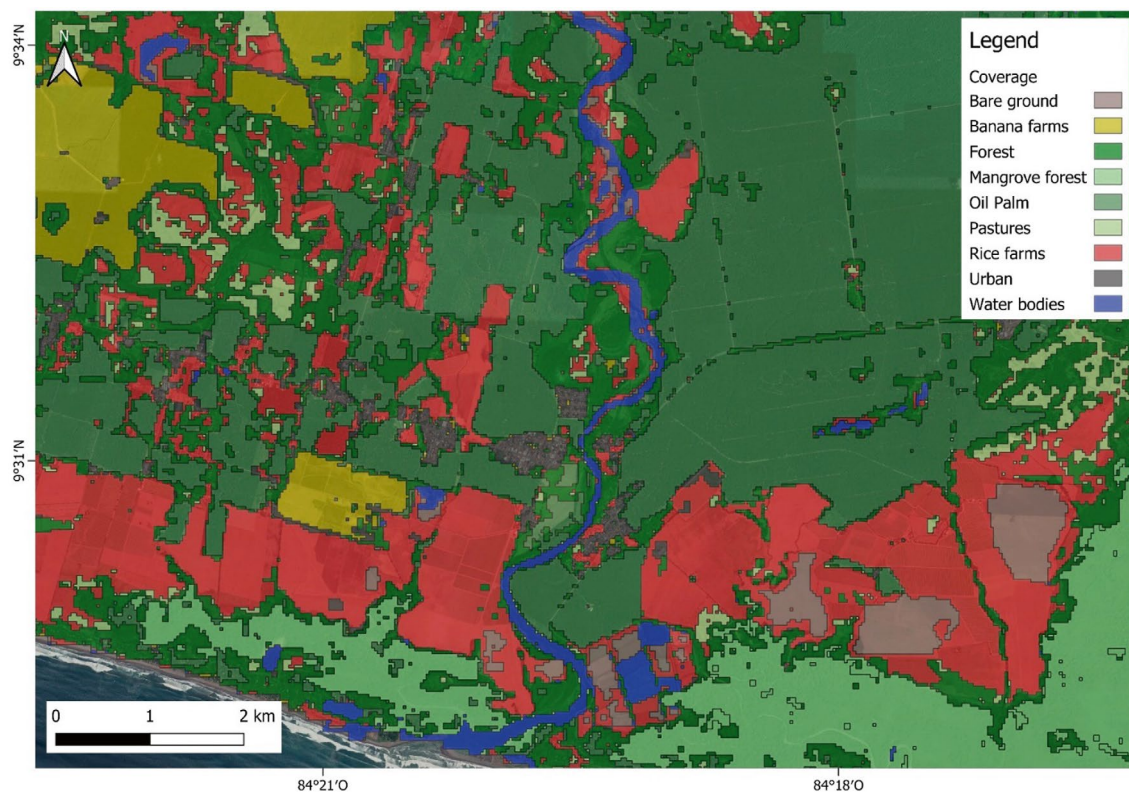 9°34'N
N
Legend
Coverage
Bare ground
Banana farms
Forest
Mangrove forest
Oil Palm
Pastures
Rice farms
Urban
Water bodies
9°31'N
0 1 2 km
84°21'O
84°18'O